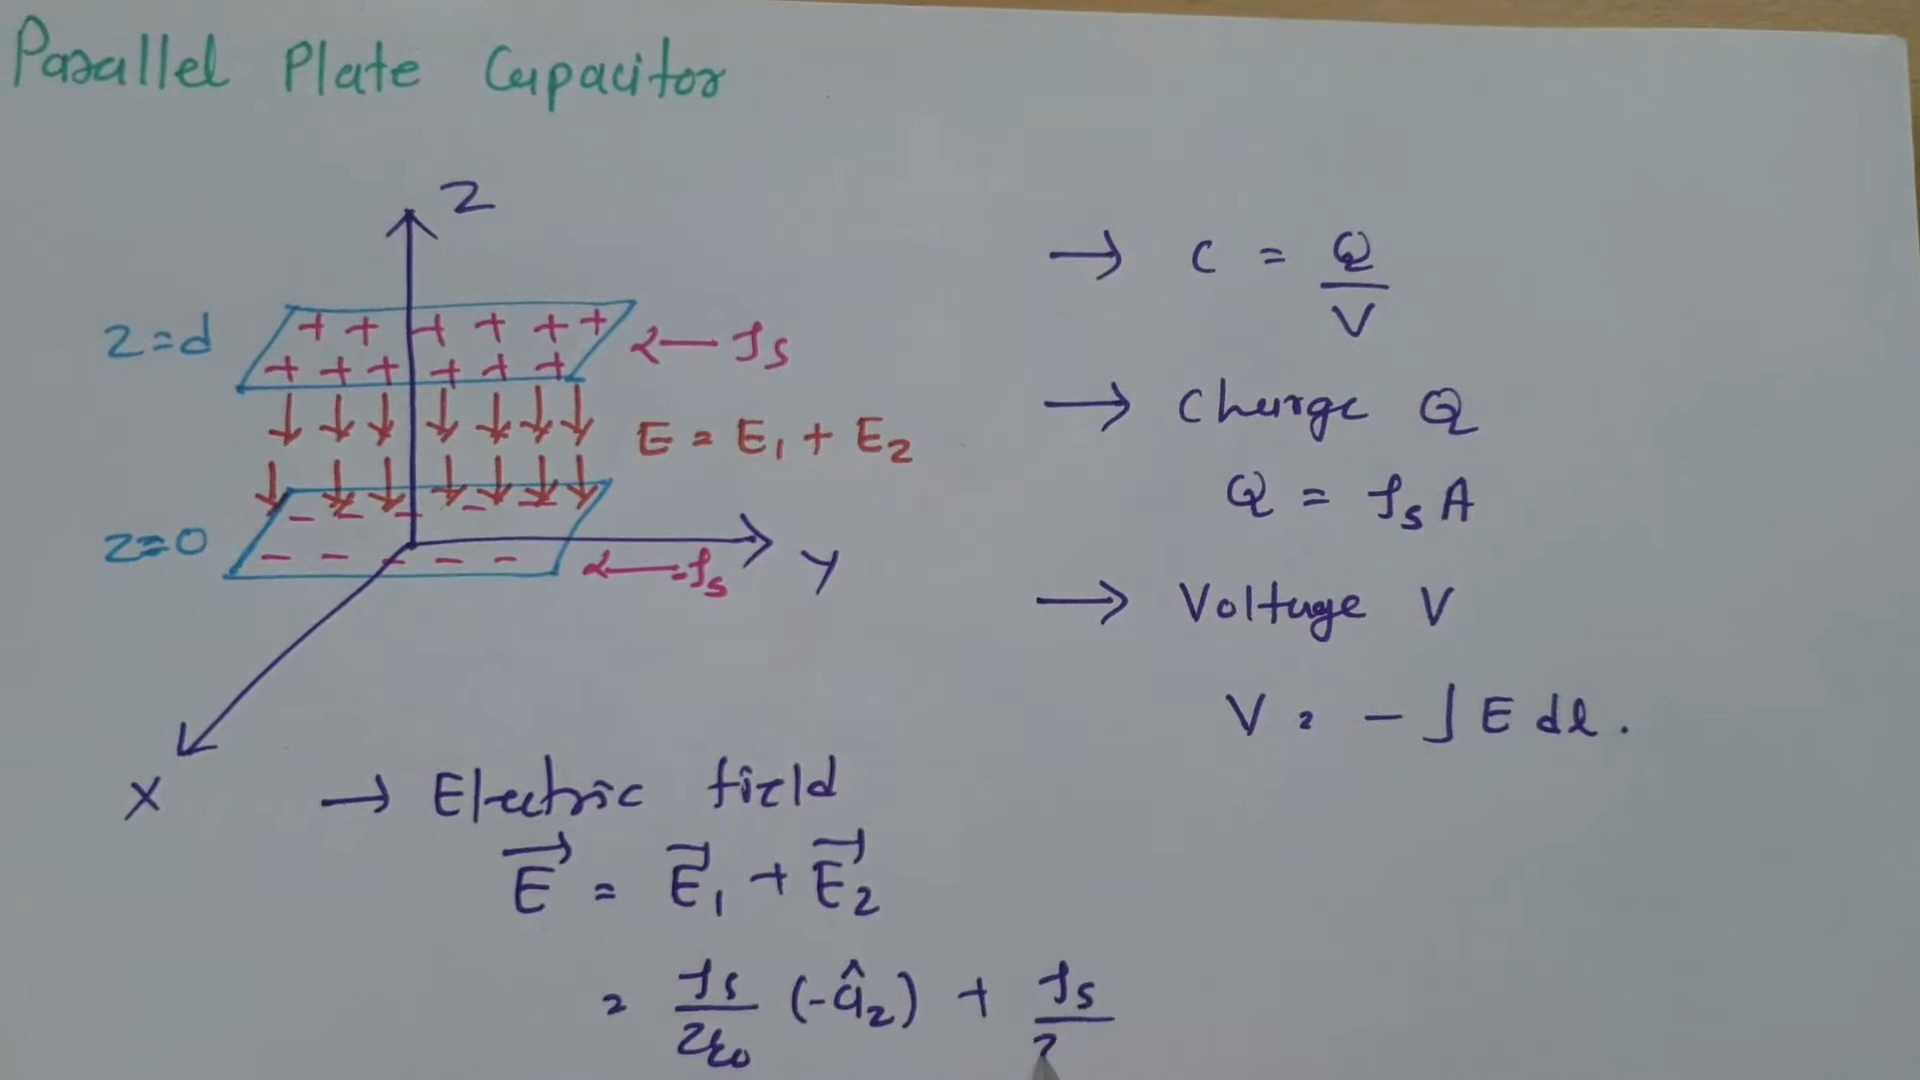 Parallel Plate Capacitor
Z
z=d
+ + + + + +
+ + + + + +
← ρs
E = E1 + E2
z=0
- - - - - -
- - - - -
← -ρs
Y
X
→ Electric field
E⃗ = E⃗1 + E⃗2
= ρs/2ε0 (-âz) + ρs/2
→ C = Q/V
→ Charge Q
Q = ρs A
→ Voltage V
V = - ∫ E dl.